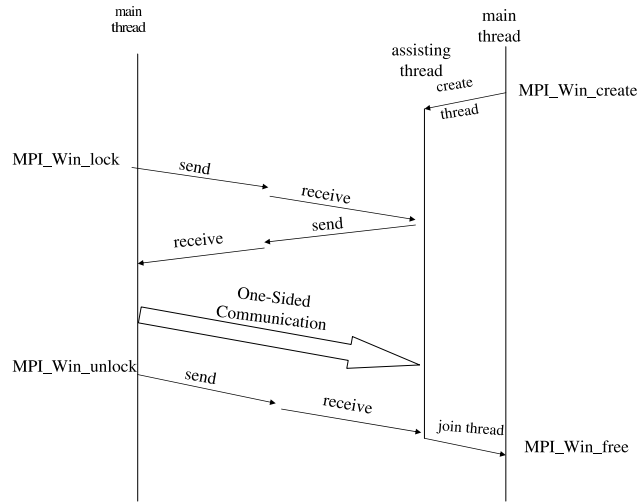 main
thread
main
thread
assisting
thread
create
thread
MPI_Win_create
MPI_Win_lock
send
receive
send
receive
One-Sided
Communication
MPI_Win_unlock
send
receive
join thread
MPI_Win_free